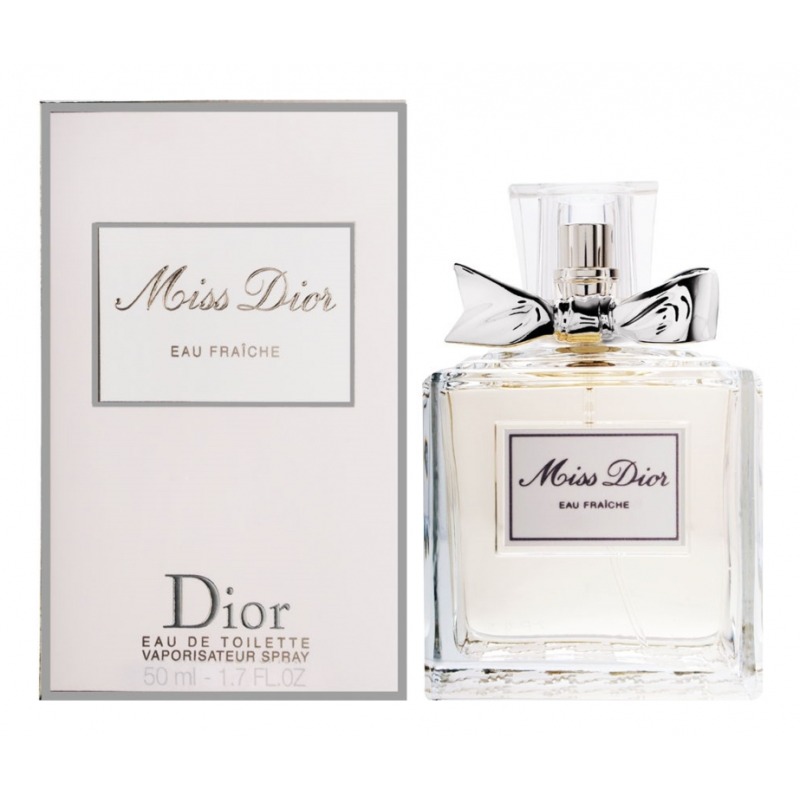 Miss Dior
EAU FRAÎCHE
Dior
EAU DE TOILETTE
VAPORISATEUR SPRAY
50 ml - 1.7 FL.OZ
Miss Dior
EAU FRAÎCHE